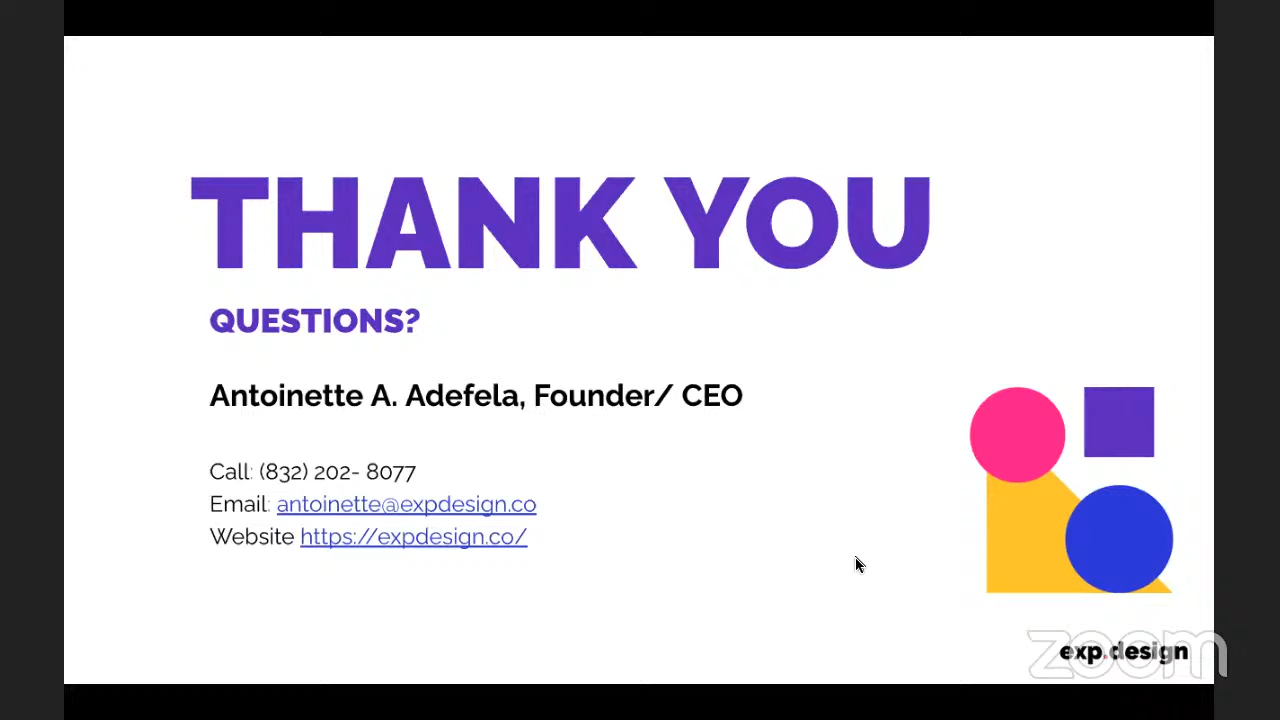 THANK YOU
QUESTIONS?
Antoinette A. Adefela, Founder/ CEO
Call: (832) 202- 8077
Email: antoinette@expdesign.co
Website https://expdesign.co/
exp.design
zoom